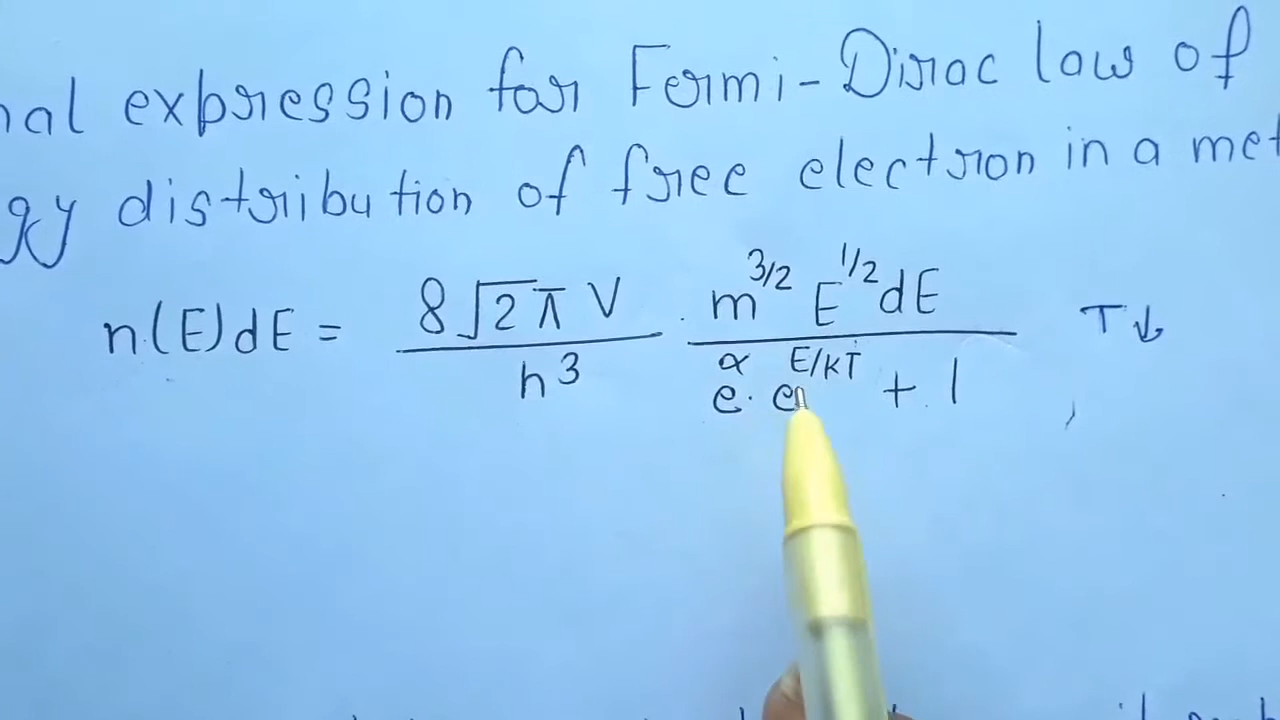 nal expression for Fermi-Dirac law of
gy distribution of free electron in a met
n(E)dE = 8√2πV / h³ . m^3/2 E^1/2 dE / e^α . e^E/KT + 1 T↓